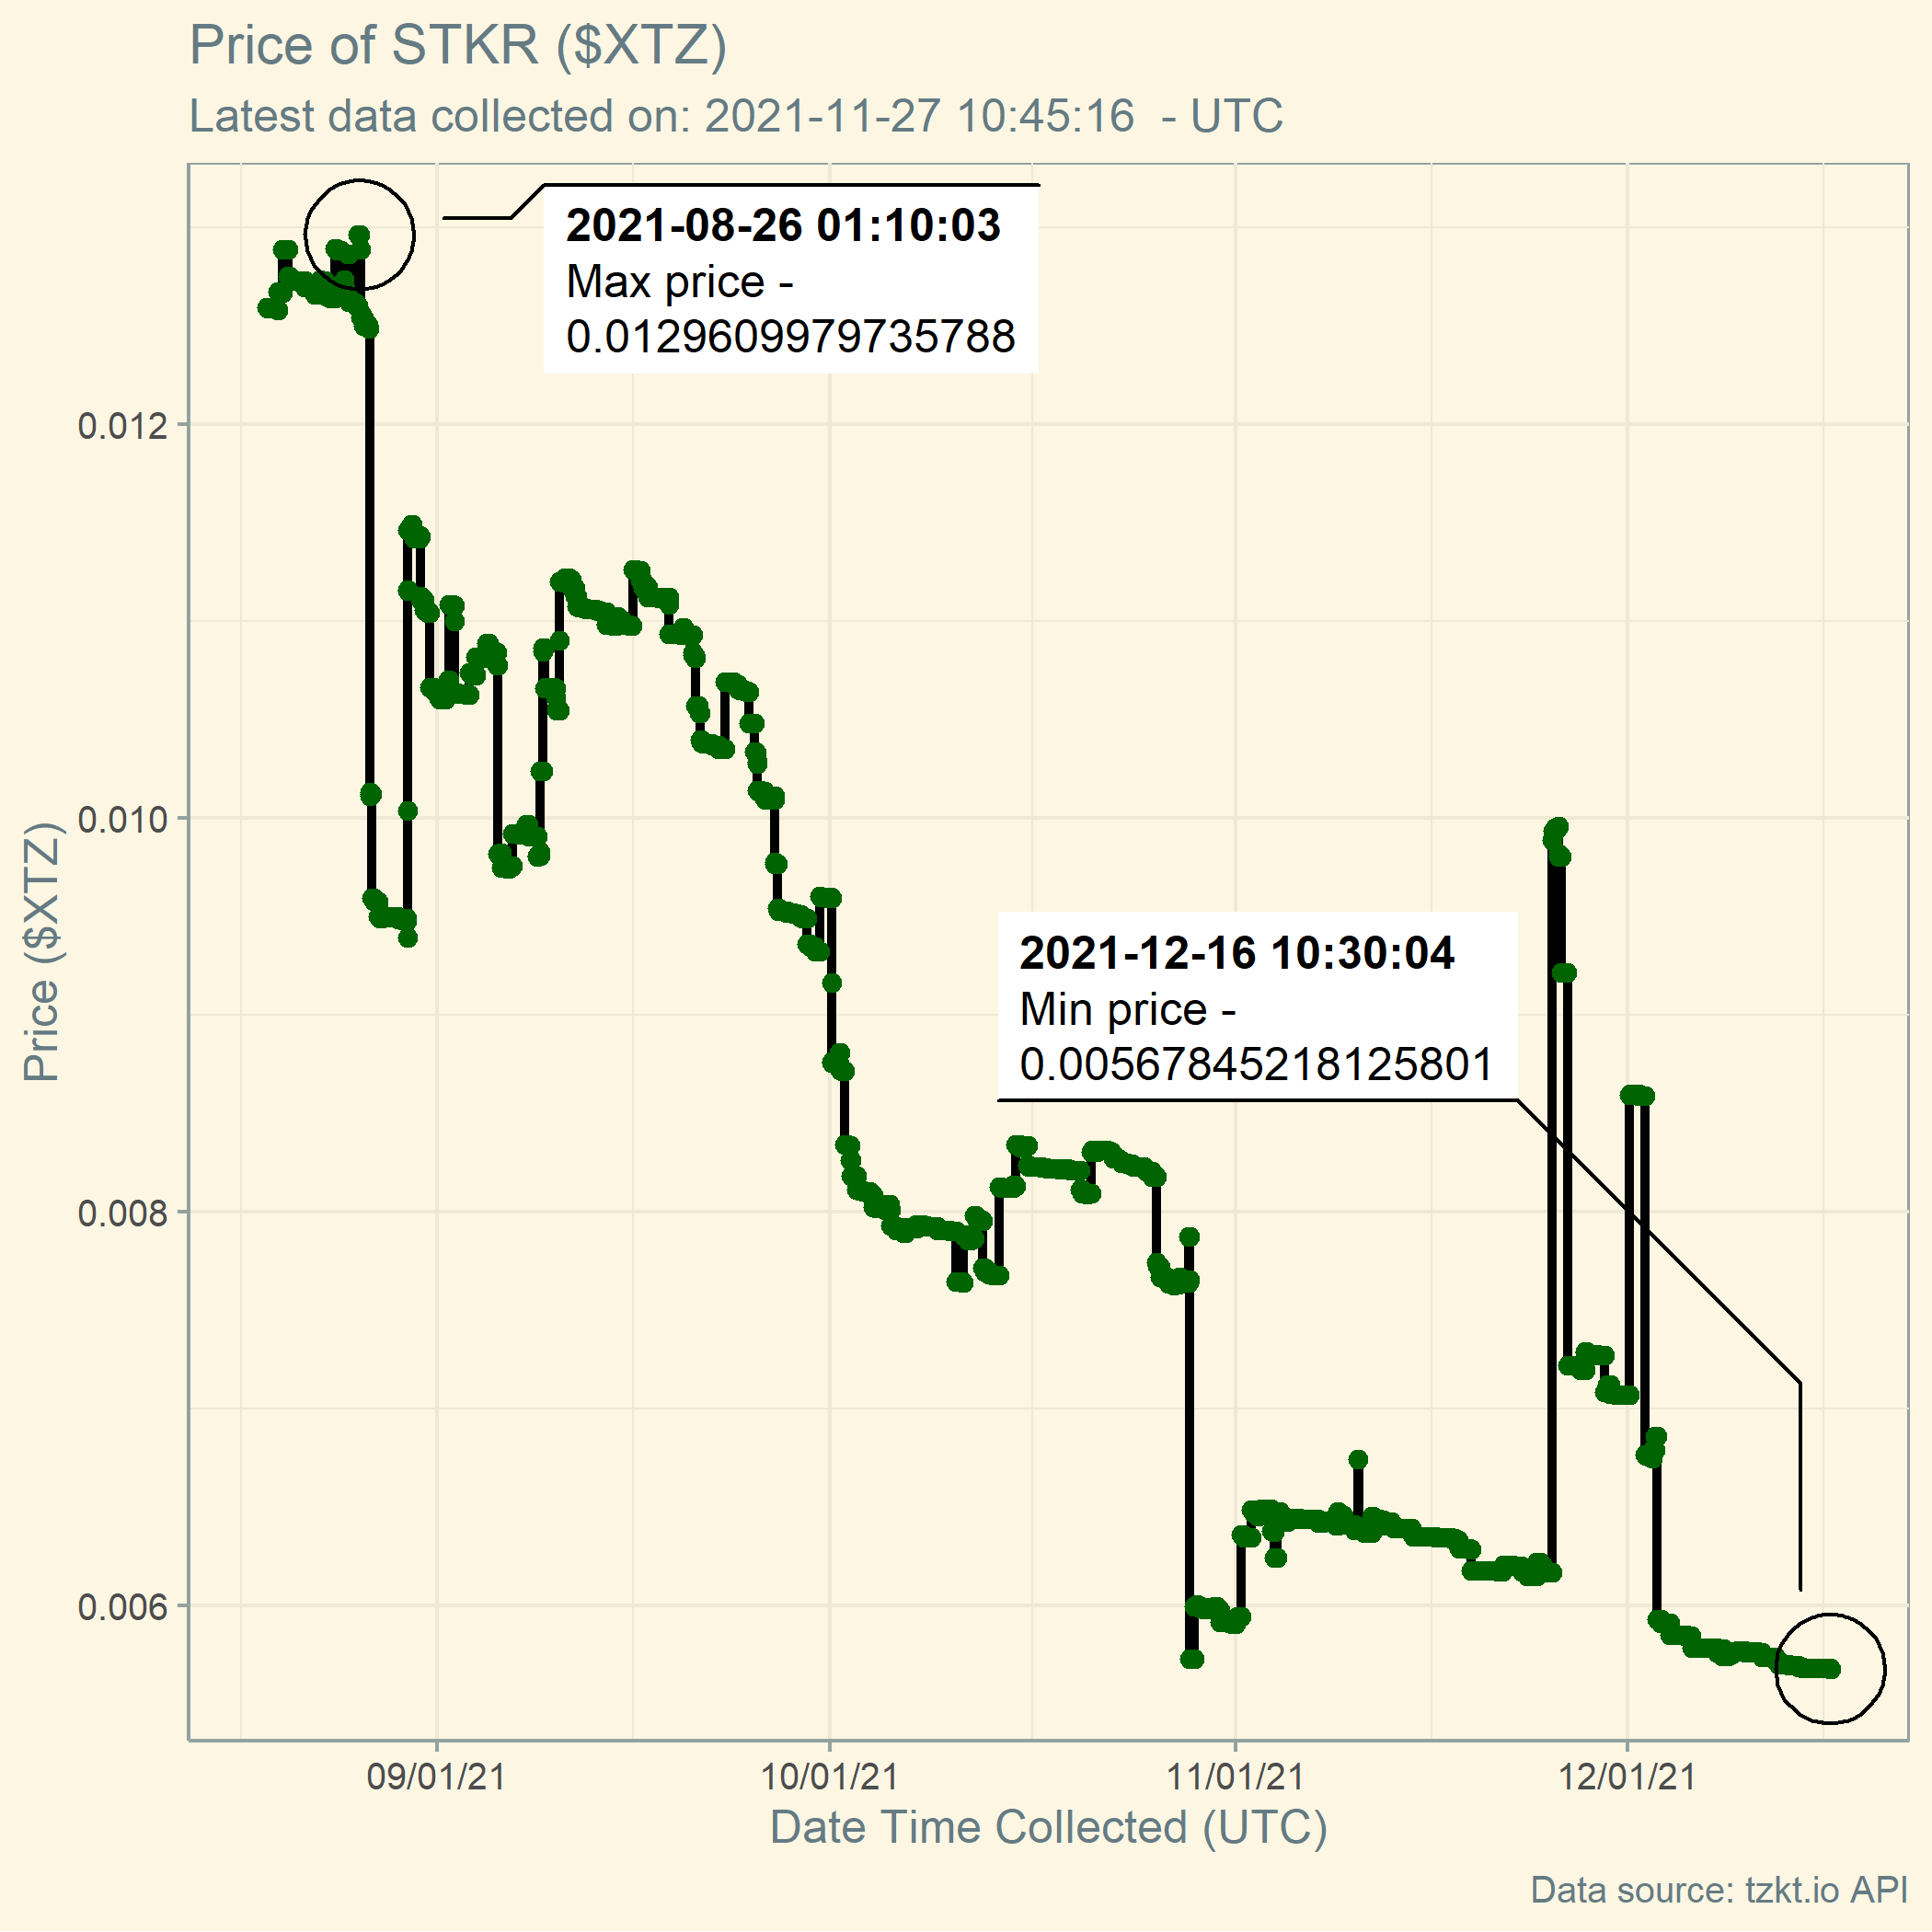 Price of STKR ($XTZ)
Latest data collected on: 2021-11-27 10:45:16  - UTC
2021-08-26 01:10:03
Max price -
0.0129609979735788
0.012
0.010
2021-12-16 10:30:04
Min price -
0.00567845218125801
0.008
0.006
Price ($XTZ)
09/01/21
10/01/21
11/01/21
12/01/21
Date Time Collected (UTC)
Data source: tzkt.io API